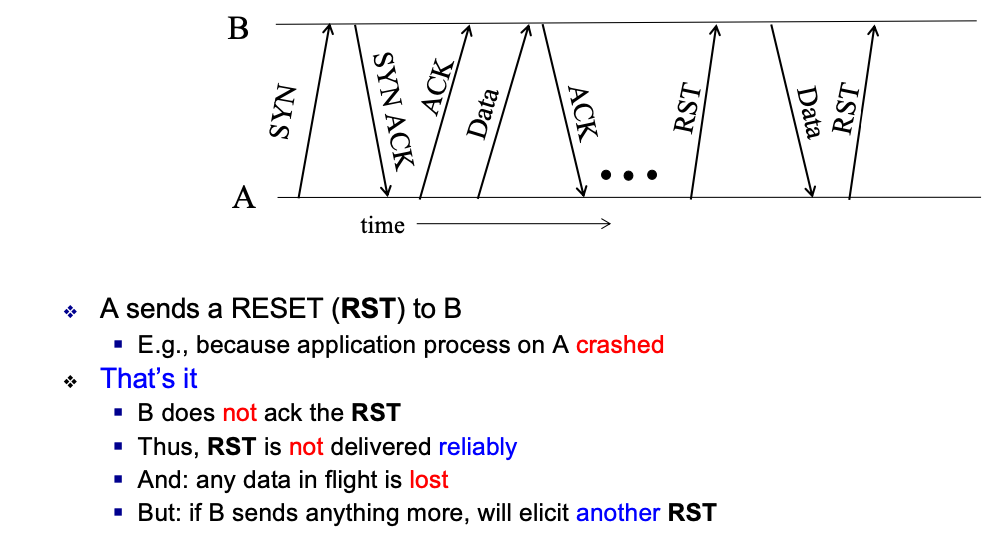 B
SYN
SYN ACK
ACK
Data
ACK
RST
Data
RST
A
time
❖ A sends a RESET (RST) to B
▪ E.g., because application process on A crashed
❖ That's it
▪ B does not ack the RST
▪ Thus, RST is not delivered reliably
▪ And: any data in flight is lost
▪ But: if B sends anything more, will elicit another RST